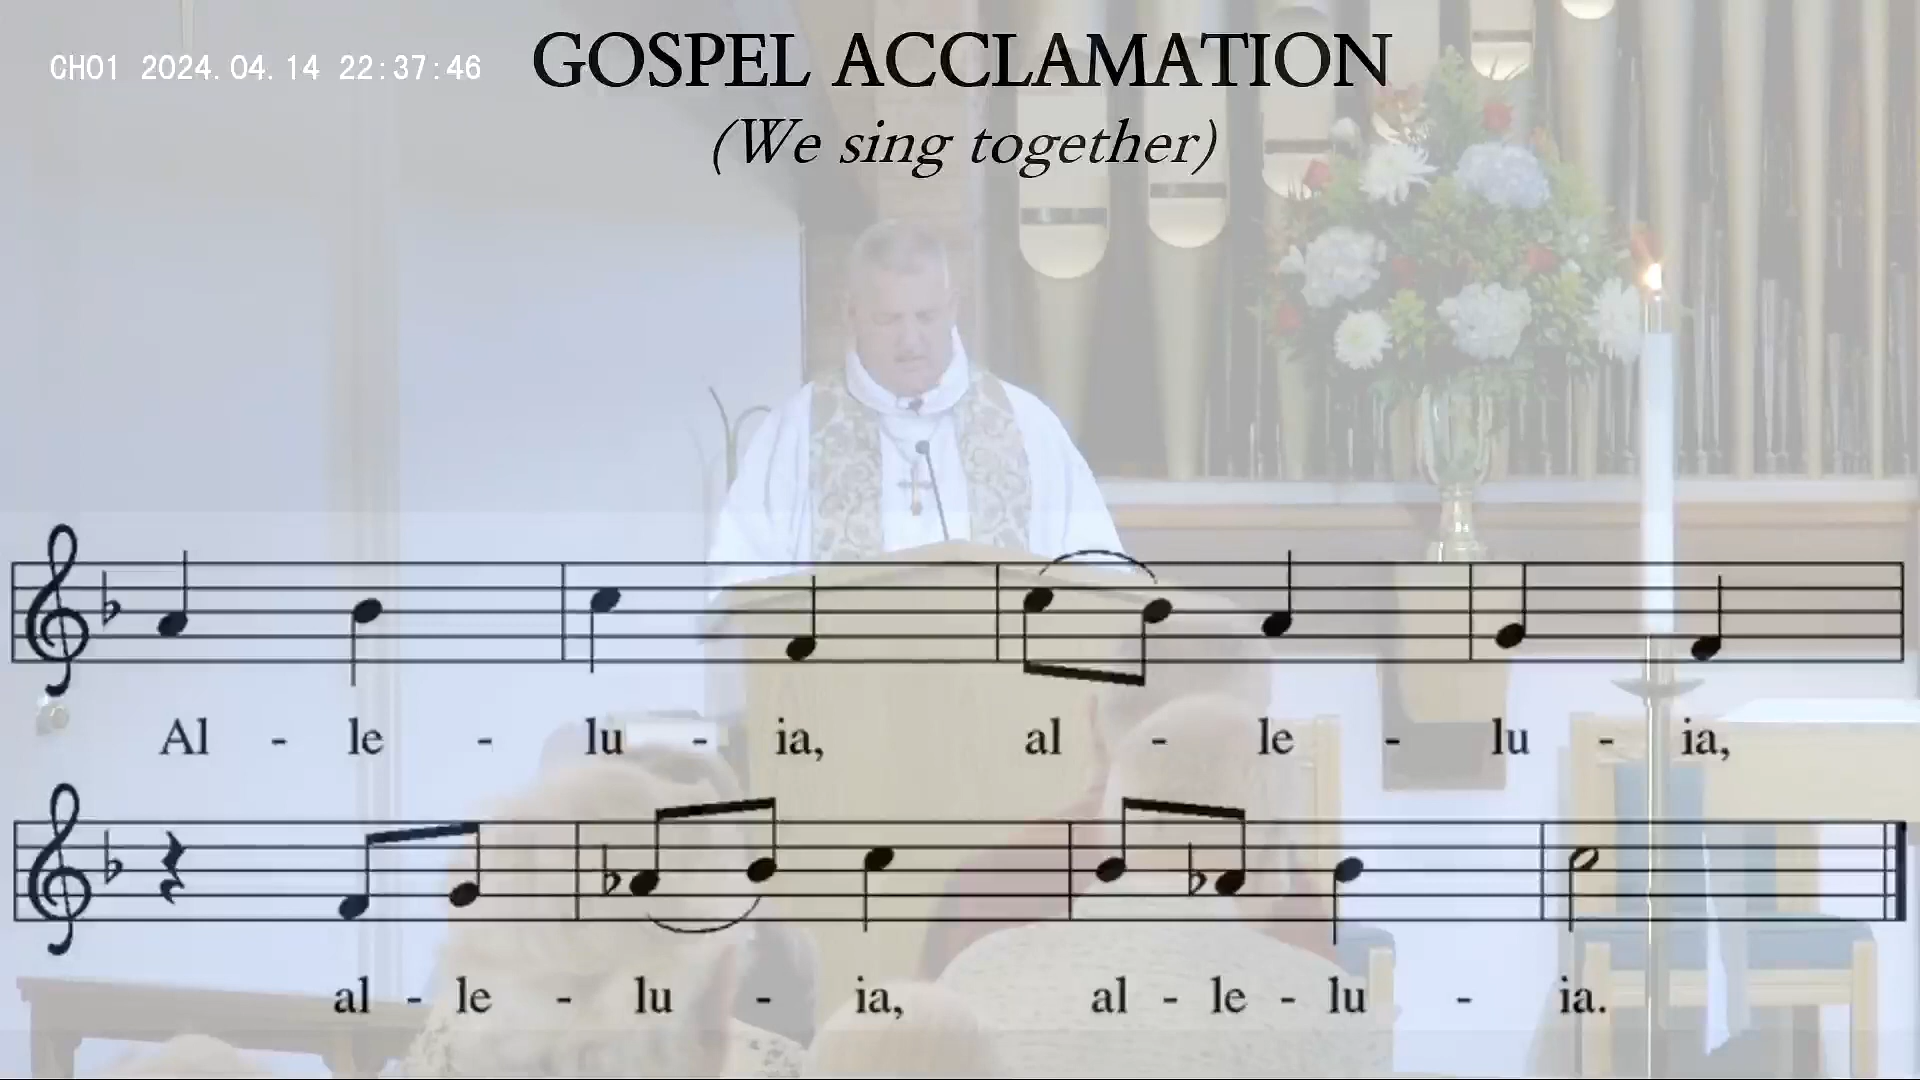 GOSPEL ACCLAMATION
CH01 2024.04.14 22:37:46
(We sing together)
Al - le - lu - ia, al - le - lu - ia,
al - le - lu - ia, al - le - lu - ia.